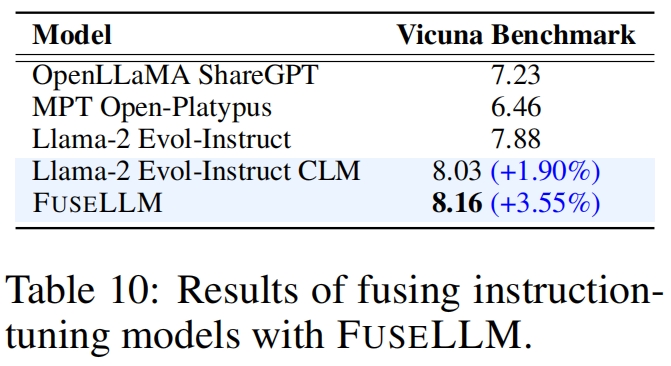 Model Vicuna Benchmark
OpenLLaMA ShareGPT 7.23
MPT Open-Platypus 6.46
Llama-2 Evol-Instruct 7.88
Llama-2 Evol-Instruct CLM 8.03 (+1.90%)
FUSELLM 8.16 (+3.55%)
Table 10: Results of fusing instruction-
tuning models with FUSELLM.